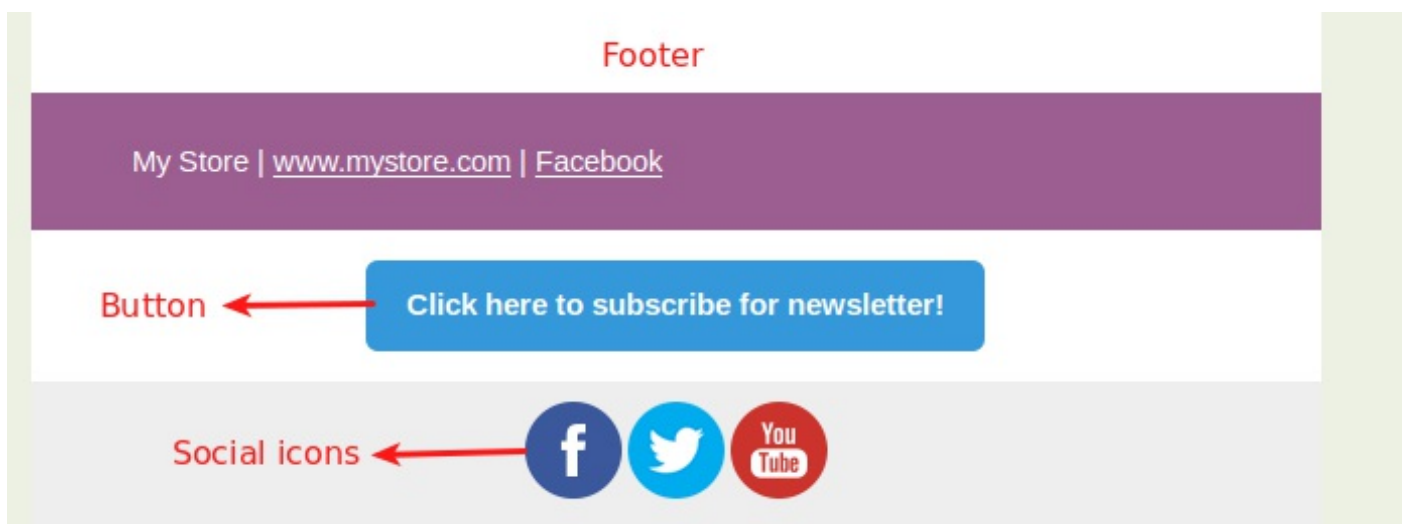 Footer
My Store | www.mystore.com | Facebook
Button
Click here to subscribe for newsletter!
Social icons
f
You
Tube